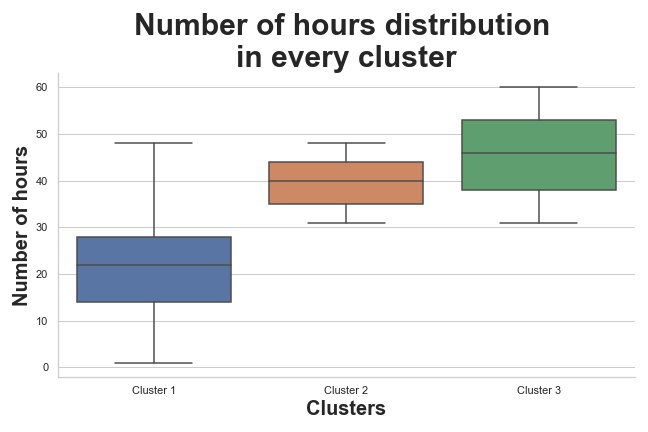 Number of hours distribution
in every cluster
Number of hours
60
50
40
30
20
10
0
Cluster 1
Cluster 2
Cluster 3
Clusters